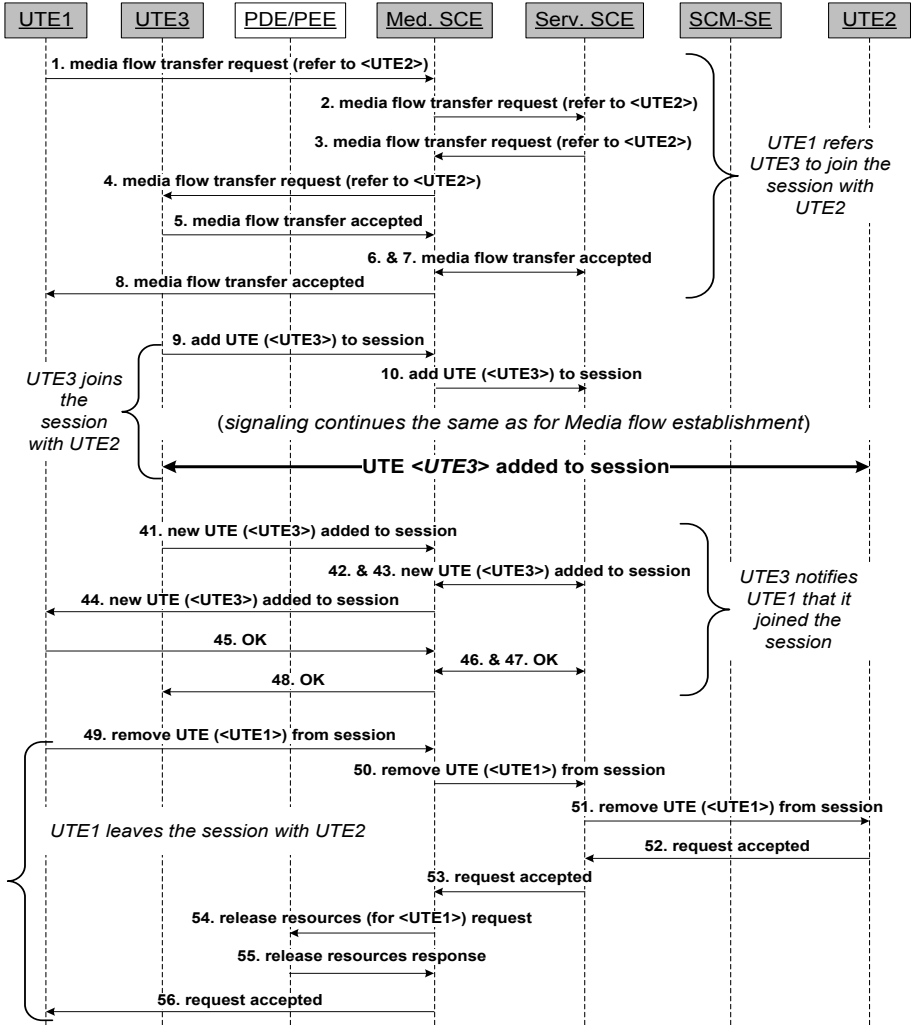 UTE1 UTE3 PDE/PEE Med. SCE Serv. SCE SCM-SE UTE2
1. media flow transfer request (refer to <UTE2>)
2. media flow transfer request (refer to <UTE2>)
3. media flow transfer request (refer to <UTE2>)
4. media flow transfer request (refer to <UTE2>)
5. media flow transfer accepted
6. & 7. media flow transfer accepted
8. media flow transfer accepted
UTE1 refers
UTE3 to join the
session with
UTE2
9. add UTE (<UTE3>) to session
10. add UTE (<UTE3>) to session
UTE3 joins
the
session
with UTE2
(signaling continues the same as for Media flow establishment)
UTE <UTE3> added to session
41. new UTE (<UTE3>) added to session
42. & 43. new UTE (<UTE3>) added to session
44. new UTE (<UTE3>) added to session
45. OK
46. & 47. OK
48. OK
UTE3 notifies
UTE1 that it
joined the
session
49. remove UTE (<UTE1>) from session
50. remove UTE (<UTE1>) from session
51. remove UTE (<UTE1>) from session
UTE1 leaves the session with UTE2
52. request accepted
53. request accepted
54. release resources (for <UTE1>) request
55. release resources response
56. request accepted